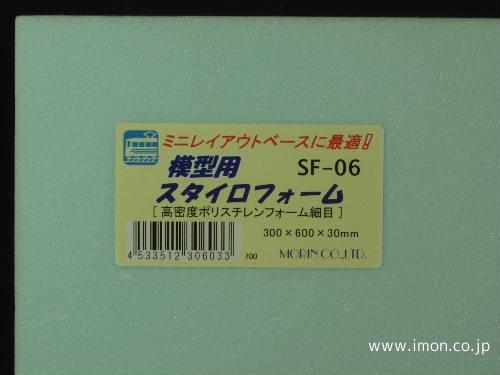 ミニレイアウトベースに最適!
模型用 SF-06
スタイロフォーム
[ 高密度ポリスチレンフォーム細目 ]
300×600×30mm
4 533512 306033 700
MORIN CO.,LTD.
www.imon.co.jp